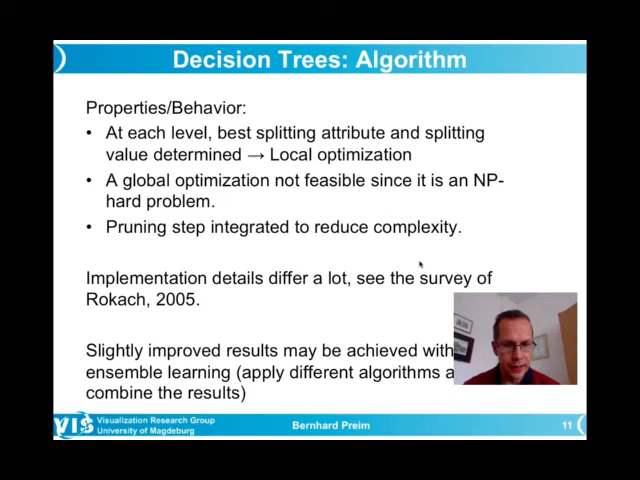 Decision Trees: Algorithm
Properties/Behavior:
• At each level, best splitting attribute and splitting
value determined → Local optimization
• A global optimization not feasible since it is an NP-
hard problem.
• Pruning step integrated to reduce complexity.
Implementation details differ a lot, see the survey of
Rokach, 2005.
Slightly improved results may be achieved with
ensemble learning (apply different algorithms a
combine the results)
VIS
Visualization Research Group
University of Magdeburg
Bernhard Preim
11